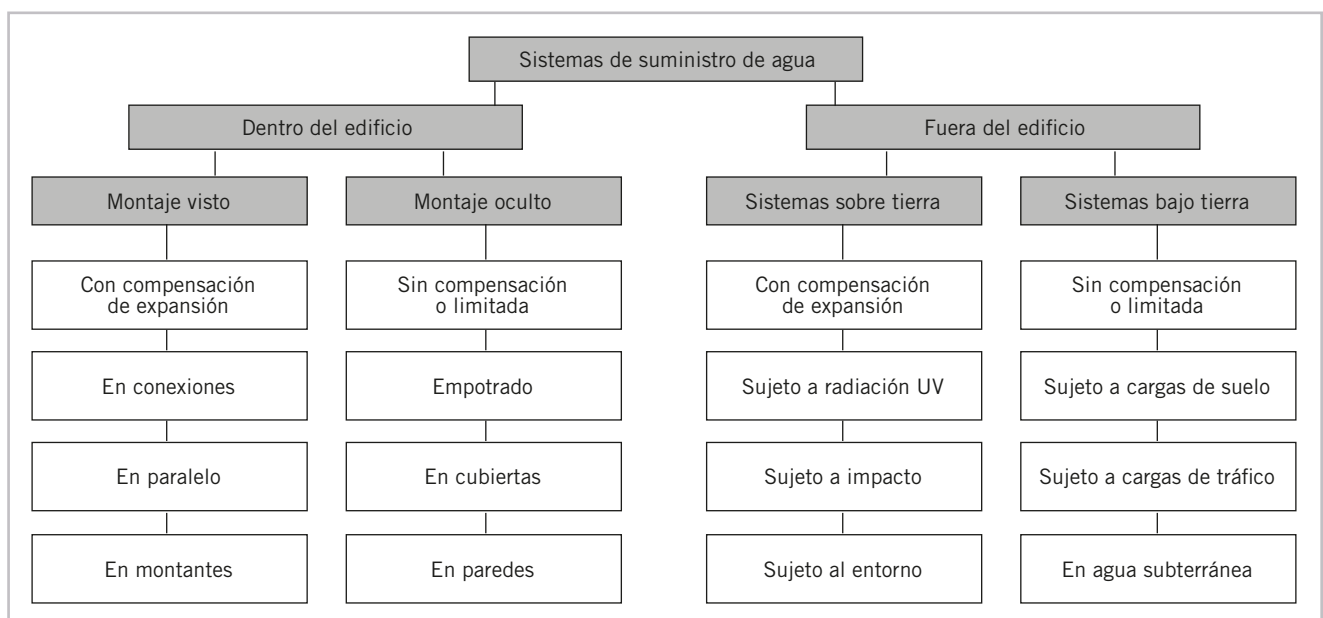 Sistemas de suministro de agua
Dentro del edificio
Fuera del edificio
Montaje visto
Montaje oculto
Sistemas sobre tierra
Sistemas bajo tierra
Con compensación
de expansión
Sin compensación
o limitada
Con compensación
de expansión
Sin compensación
o limitada
En conexiones
Empotrado
Sujeto a radiación UV
Sujeto a cargas de suelo
En paralelo
En cubiertas
Sujeto a impacto
Sujeto a cargas de tráfico
En montantes
En paredes
Sujeto al entorno
En agua subterránea